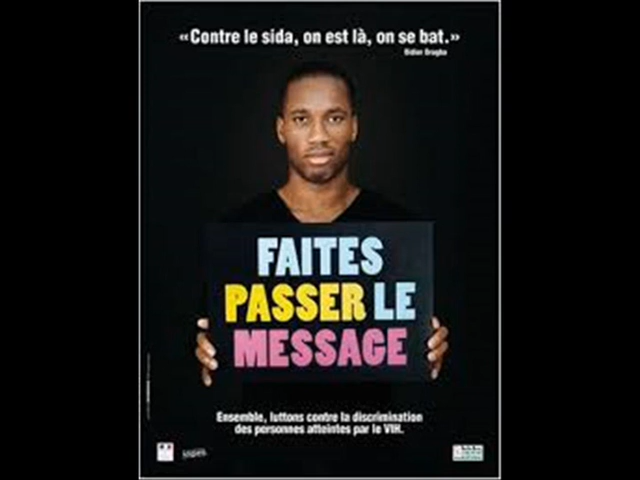 «Contre le sida, on est là, on se bat.»
Didier Drogba
FAITES
PASSER LE
MESSAGE
Ensemble, luttons contre la discrimination
des personnes atteintes par le VIH.